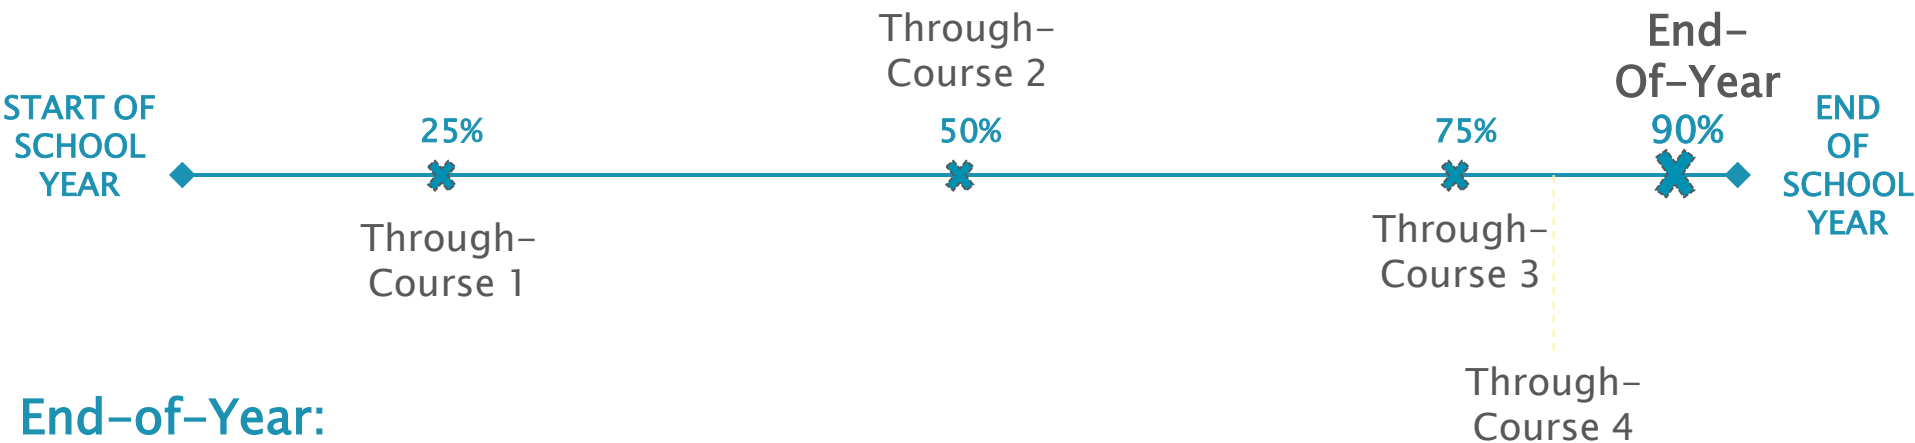 Through-
Course 2
End-
Of-Year
START OF
SCHOOL
YEAR
25%
50%
75%
90%
END
OF
SCHOOL
YEAR
Through-
Course 1
Through-
Course 3
Through-
Course 4
End-of-Year: